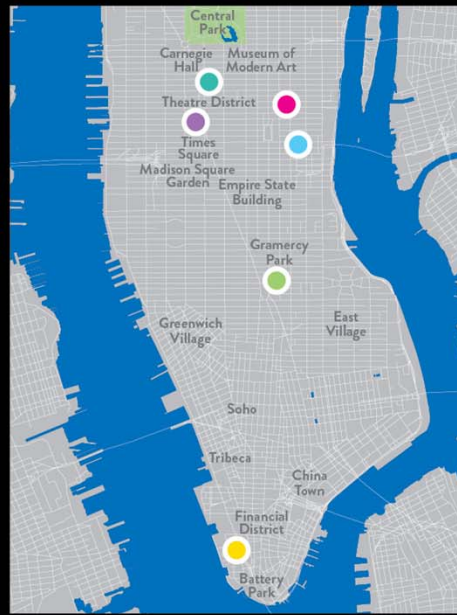 Central
Park
Carnegie
Hall
Museum of
Modern Art
Theatre District
Times
Square
Madison Square
Garden
Empire State
Building
Gramercy
Park
Greenwich
Village
East
Village
Soho
Tribeca
China
Town
Financial
District
Battery
Park